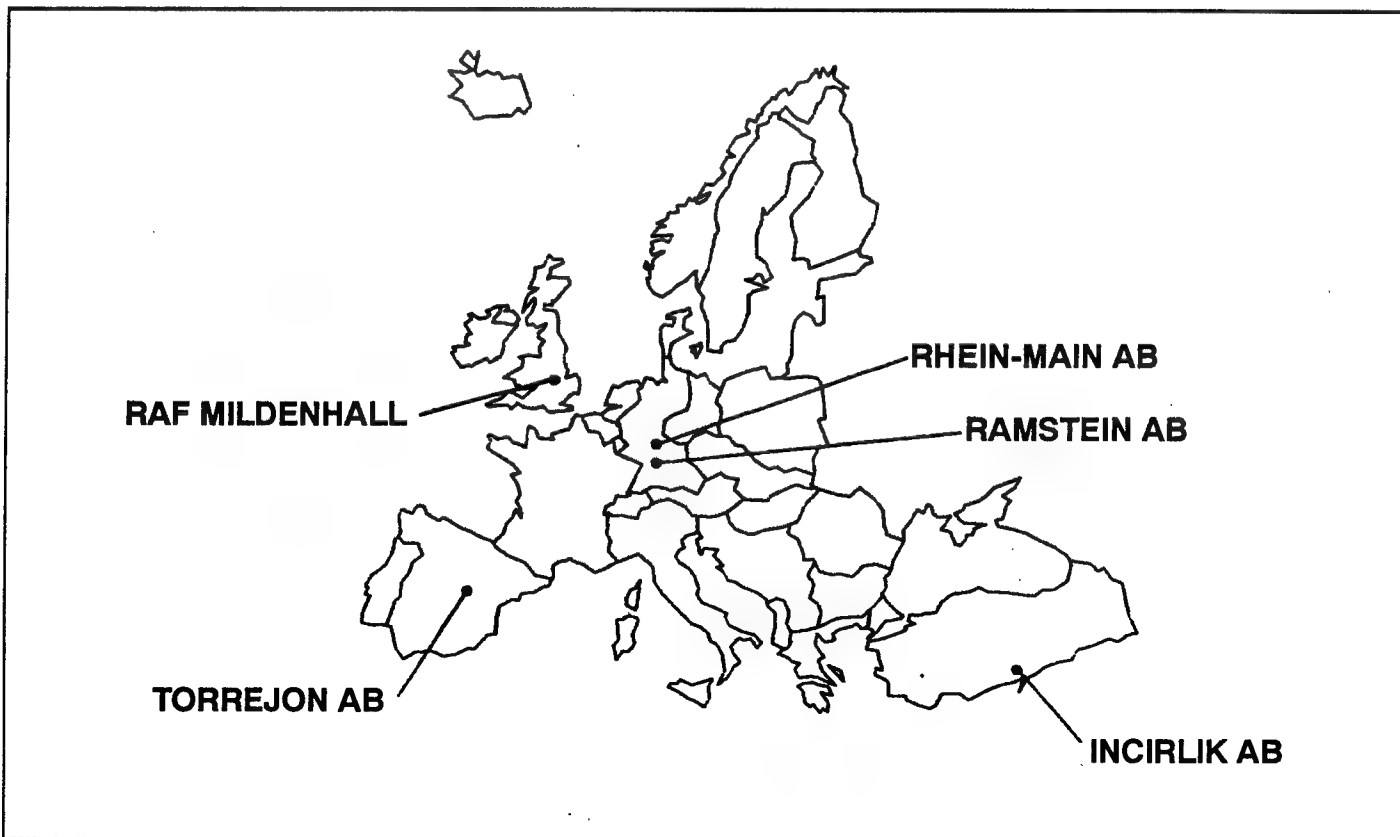 RHEIN-MAIN AB
RAF MILDENHALL
RAMSTEIN AB
TORREJON AB
INCIRLIK AB